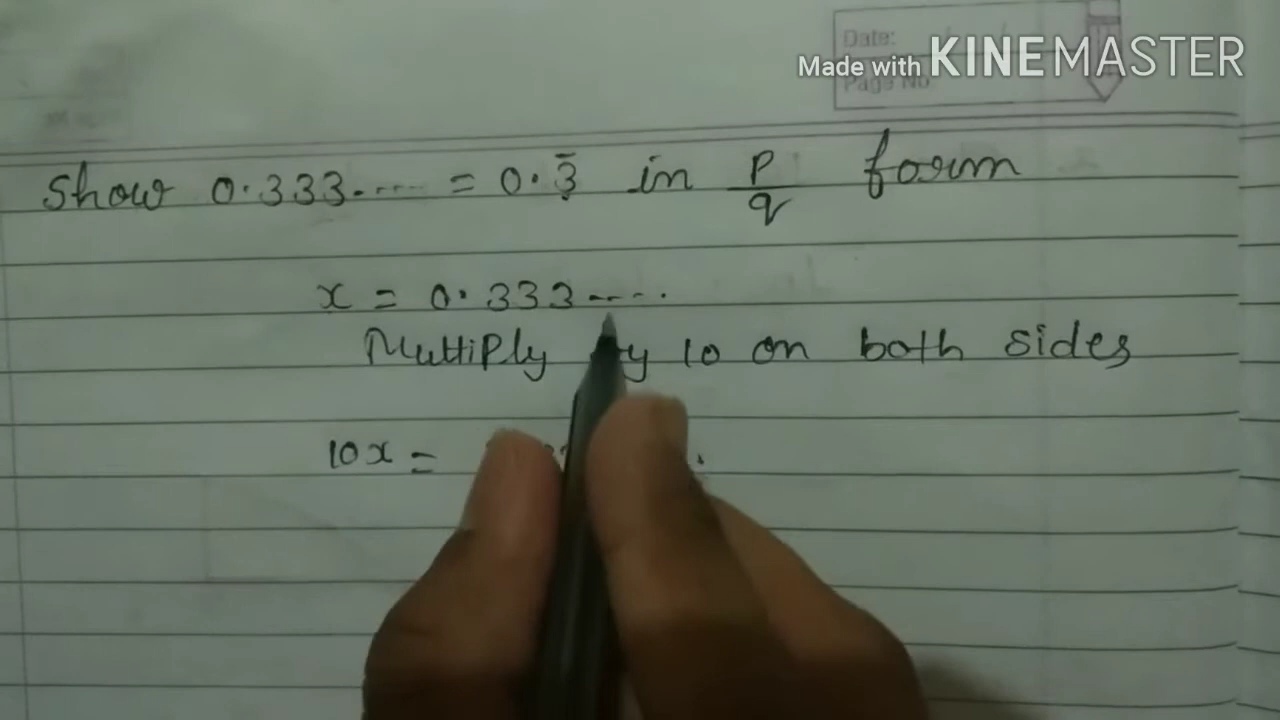 Made with KINEMASTER
Date:
Page No
Show 0.333..... = 0.3̄ in p/q form
x = 0.333.....
Multiply by 10 on both sides
10x =